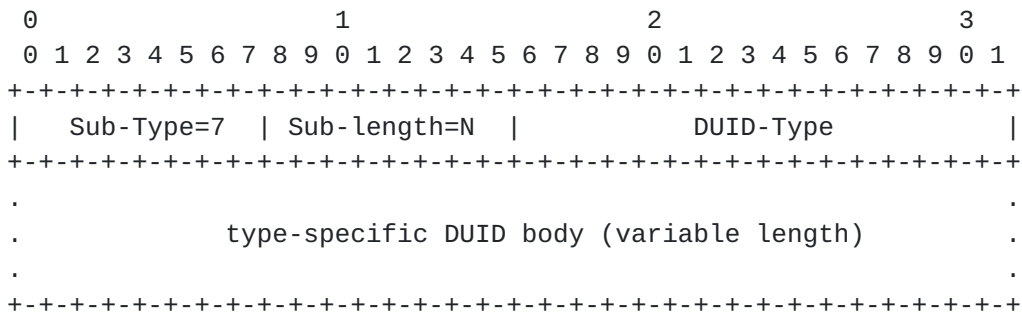 0                   1                   2                   3
 0 1 2 3 4 5 6 7 8 9 0 1 2 3 4 5 6 7 8 9 0 1 2 3 4 5 6 7 8 9 0 1
+-+-+-+-+-+-+-+-+-+-+-+-+-+-+-+-+-+-+-+-+-+-+-+-+-+-+-+-+-+-+-+-+
|   Sub-Type=7  | Sub-length=N  |           DUID-Type           |
+-+-+-+-+-+-+-+-+-+-+-+-+-+-+-+-+-+-+-+-+-+-+-+-+-+-+-+-+-+-+-+-+
.                                                               .
.             type-specific DUID body (variable length)         .
.                                                               .
+-+-+-+-+-+-+-+-+-+-+-+-+-+-+-+-+-+-+-+-+-+-+-+-+-+-+-+-+-+-+-+-+